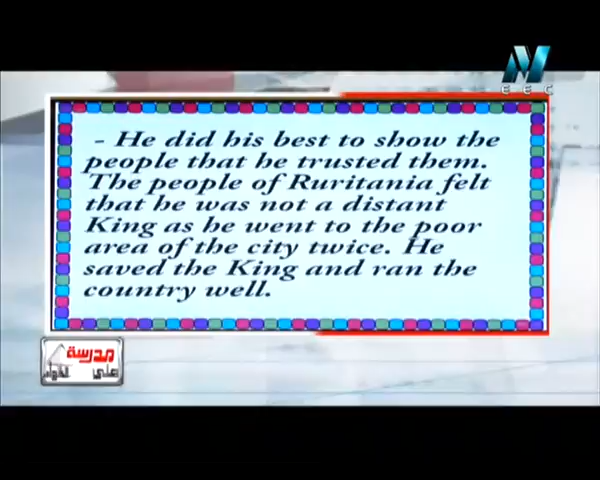 EEC
- He did his best to show the
people that he trusted them.
The people of Ruritania felt
that he was not a distant
King as he went to the poor
area of the city twice. He
saved the King and ran the
country well.
مدرسة
على الهواء